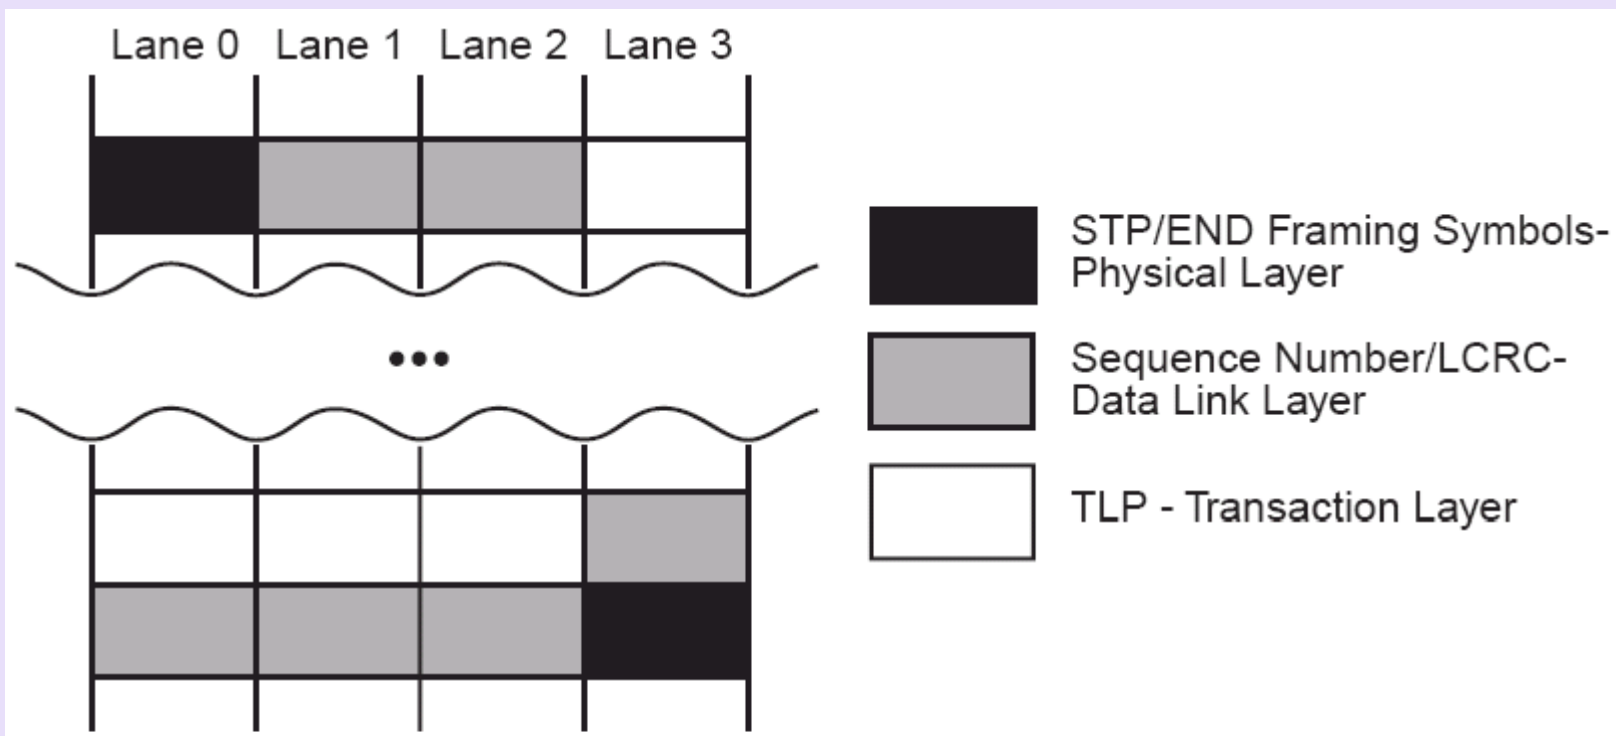 Lane 0 Lane 1 Lane 2 Lane 3
STP/END Framing Symbols-
Physical Layer
Sequence Number/LCRC-
Data Link Layer
TLP - Transaction Layer